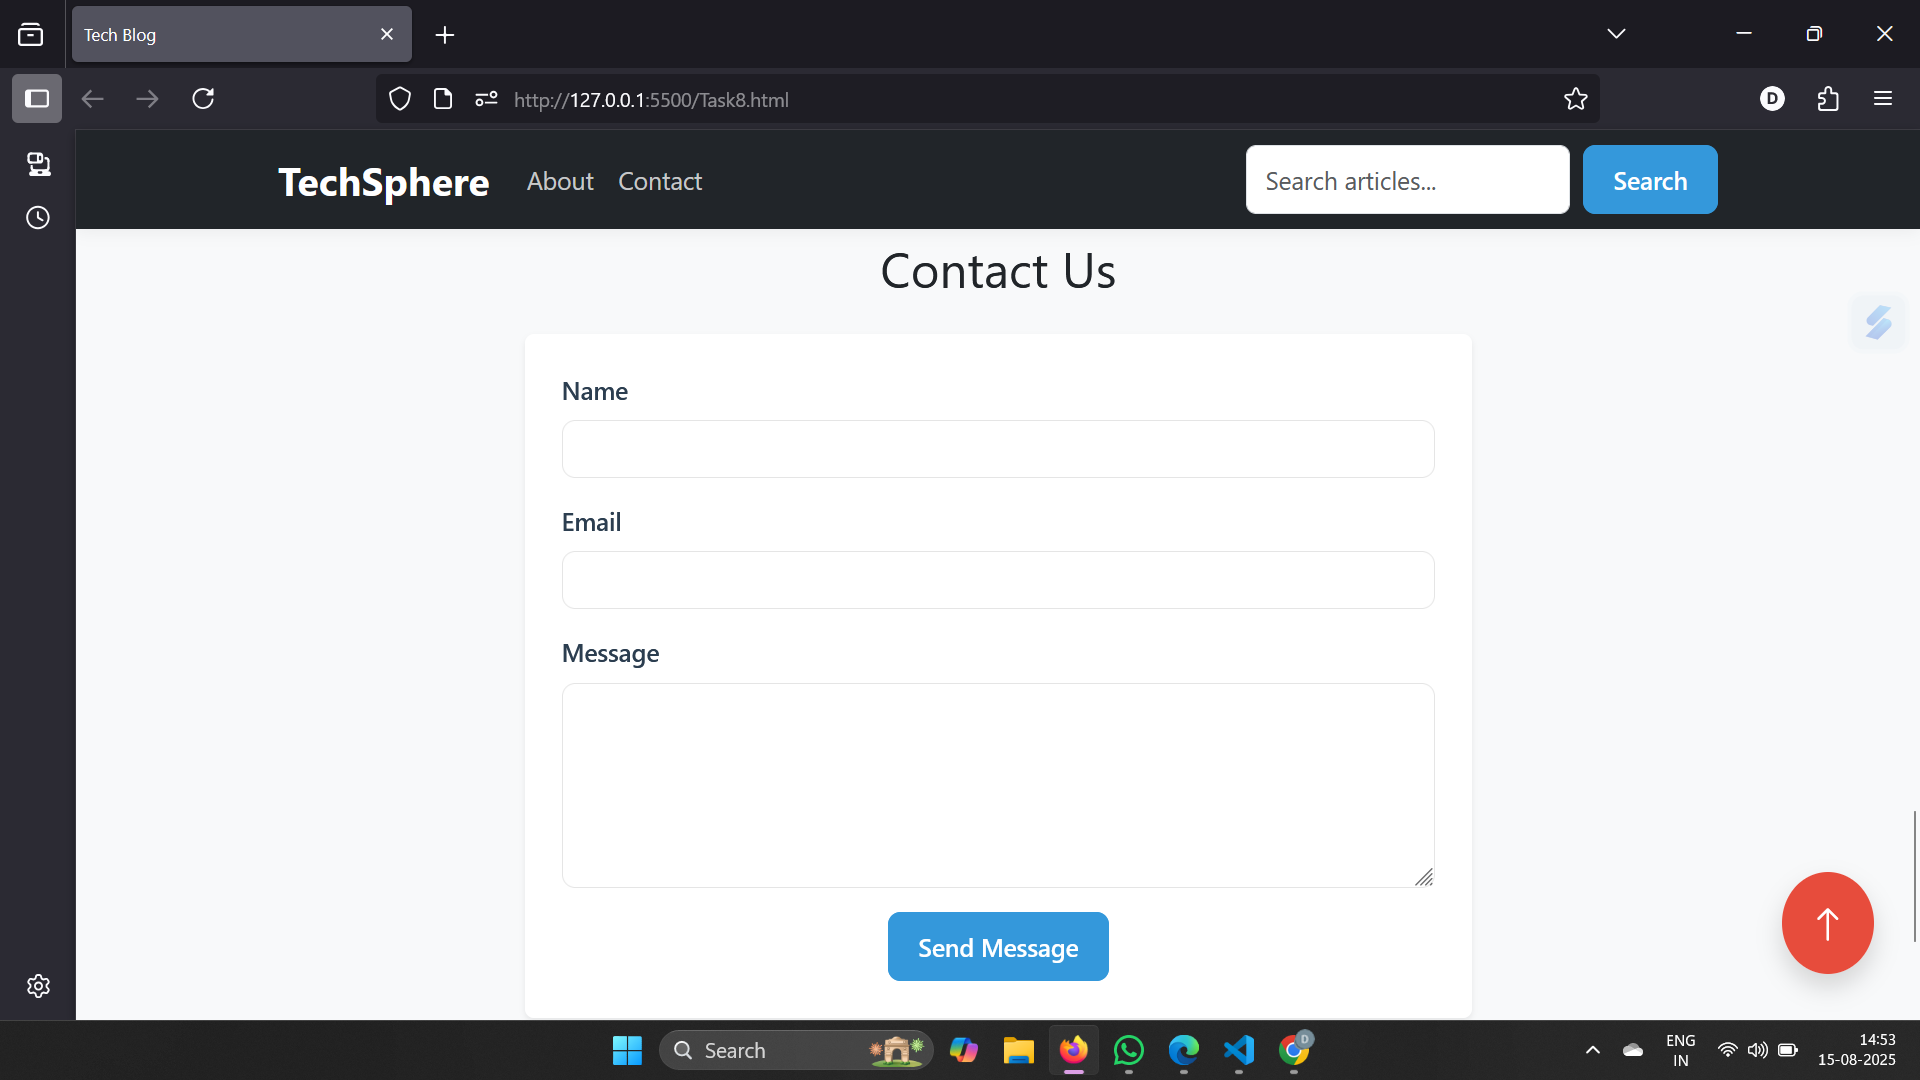 Tech Blog
http://127.0.0.1:5500/Task8.html
D
TechSphere About Contact Search articles... Search
Contact Us
Name
Email
Message
Send Message
Search
D
ENG
IN
14:53
15-08-2025